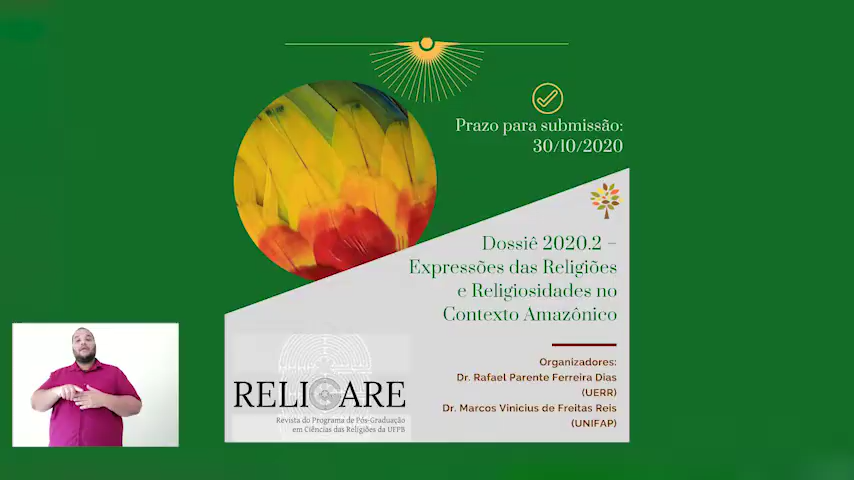 Prazo para submissão:
30/10/2020
Dossiê 2020.2 –
Expressões das Religiões
e Religiosidades no
Contexto Amazônico
Organizadores:
Dr. Rafael Parente Ferreira Dias
(UERR)
Dr. Marcos Vinicius de Freitas Reis
(UNIFAP)
RELIGARE
Revista do Programa de Pós-Graduação
em Ciências das Religiões da UFPB